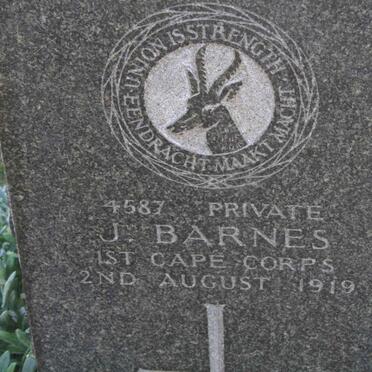 UNION IS STRENGTH
EENDRACHT MAAKT MACHT
4587 PRIVATE
J. BARNES
1ST CAPE CORPS
2ND AUGUST 1919